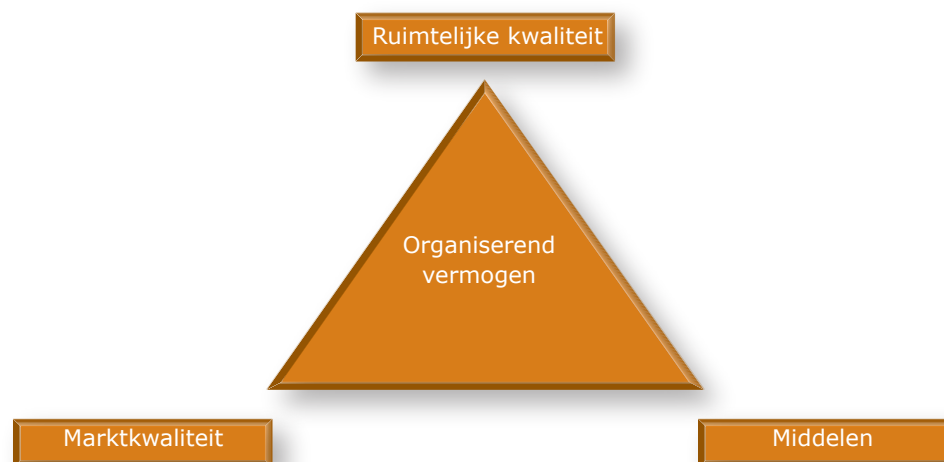 Ruimtelijke kwaliteit
Organiserend
vermogen
Marktkwaliteit
Middelen